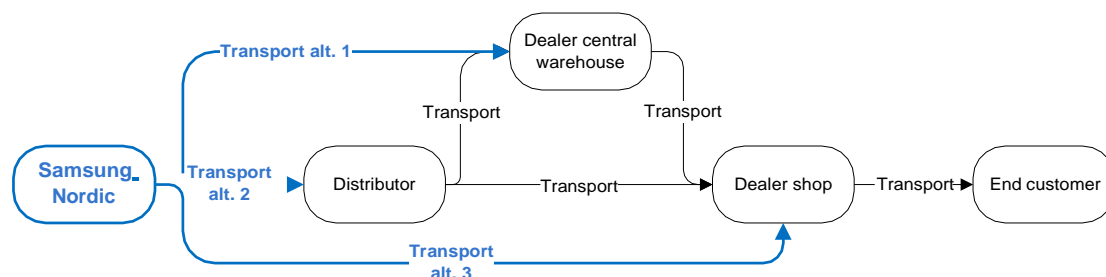 Transport alt. 1
Dealer central
warehouse
Transport
Transport
Samsung
Nordic
Transport
alt. 2
Distributor
Transport
Dealer shop
Transport
End customer
Transport
alt. 3